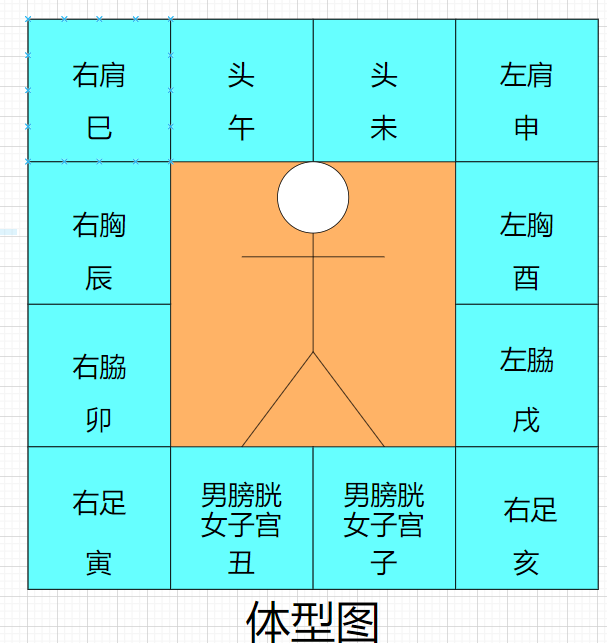 右肩
巳
头
午
头
未
左肩
申
右胸
辰
左胸
酉
右脇
卯
左脇
戌
右足
寅
男膀胱
女子宫
丑
男膀胱
女子宫
子
右足
亥
体型图